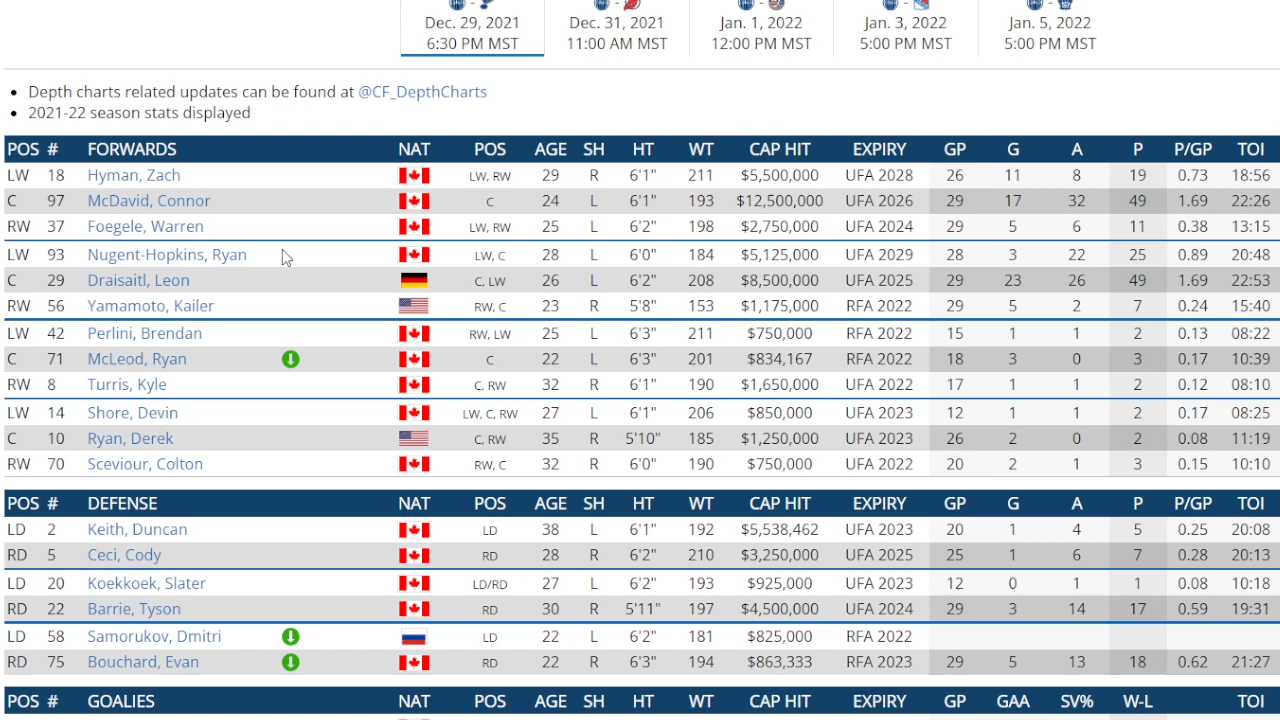 Dec. 29, 2021 Dec. 31, 2021 Jan. 1, 2022 Jan. 3, 2022 Jan. 5, 2022
6:30 PM MST 11:00 AM MST 12:00 PM MST 5:00 PM MST 5:00 PM MST
• Depth charts related updates can be found at @CF_DepthCharts
• 2021-22 season stats displayed
POS # FORWARDS NAT POS AGE SH HT WT CAP HIT EXPIRY GP G A P P/GP TOI
LW 18 Hyman, Zach LW, RW 29 R 6'1" 211 $5,500,000 UFA 2028 26 11 8 19 0.73 18:56
C 97 McDavid, Connor C 24 L 6'1" 193 $12,500,000 UFA 2026 29 17 32 49 1.69 22:26
RW 37 Foegele, Warren LW, RW 25 L 6'2" 198 $2,750,000 UFA 2024 29 5 6 11 0.38 13:15
LW 93 Nugent-Hopkins, Ryan LW, C 28 L 6'0" 184 $5,125,000 UFA 2029 28 3 22 25 0.89 20:48
C 29 Draisaitl, Leon C, LW 26 L 6'2" 208 $8,500,000 UFA 2025 29 23 26 49 1.69 22:53
RW 56 Yamamoto, Kailer RW, C 23 R 5'8" 153 $1,175,000 RFA 2022 29 5 2 7 0.24 15:40
LW 42 Perlini, Brendan RW, LW 25 L 6'3" 211 $750,000 RFA 2022 15 1 1 2 0.13 08:22
C 71 McLeod, Ryan C 22 L 6'3" 201 $834,167 RFA 2022 18 3 0 3 0.17 10:39
RW 8 Turris, Kyle C, RW 32 R 6'1" 190 $1,650,000 UFA 2022 17 1 1 2 0.12 08:10
LW 14 Shore, Devin LW, C, RW 27 L 6'1" 206 $850,000 UFA 2023 12 1 1 2 0.17 08:25
C 10 Ryan, Derek C, RW 35 R 5'10" 185 $1,250,000 UFA 2023 26 2 0 2 0.08 11:19
RW 70 Sceviour, Colton RW, C 32 R 6'0" 190 $750,000 UFA 2022 20 2 1 3 0.15 10:10
POS # DEFENSE NAT POS AGE SH HT WT CAP HIT EXPIRY GP G A P P/GP TOI
LD 2 Keith, Duncan LD 38 L 6'1" 192 $5,538,462 UFA 2023 20 1 4 5 0.25 20:08
RD 5 Ceci, Cody RD 28 R 6'2" 210 $3,250,000 UFA 2025 25 1 6 7 0.28 20:13
LD 20 Koekkoek, Slater LD/RD 27 L 6'2" 193 $925,000 UFA 2023 12 0 1 1 0.08 10:18
RD 22 Barrie, Tyson RD 30 R 5'11" 197 $4,500,000 UFA 2024 29 3 14 17 0.59 19:31
LD 58 Samorukov, Dmitri LD 22 L 6'2" 181 $825,000 RFA 2022
RD 75 Bouchard, Evan RD 22 R 6'3" 194 $863,333 RFA 2023 29 5 13 18 0.62 21:27
POS # GOALIES NAT POS AGE SH HT WT CAP HIT EXPIRY GP GAA SV% W-L TOI